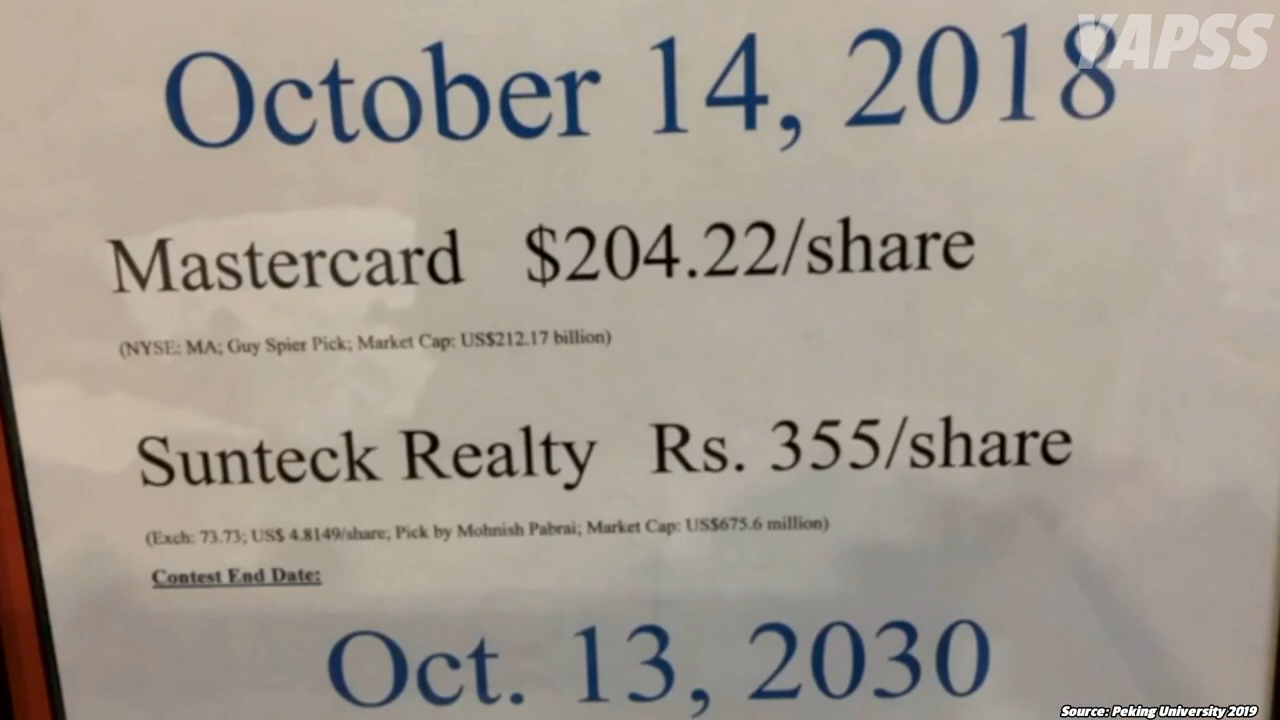 YAPSS
October 14, 2018
Mastercard $204.22/share
(NYSE: MA; Guy Spier Pick; Market Cap: US$212.17 billion)
Sunteck Realty Rs. 355/share
(Exch: 73.73; US$ 4.8149/share; Pick by Mohnish Pabrai; Market Cap: US$675.6 million)
Contest End Date:
Oct. 13, 2030
Source: Peking University 2019